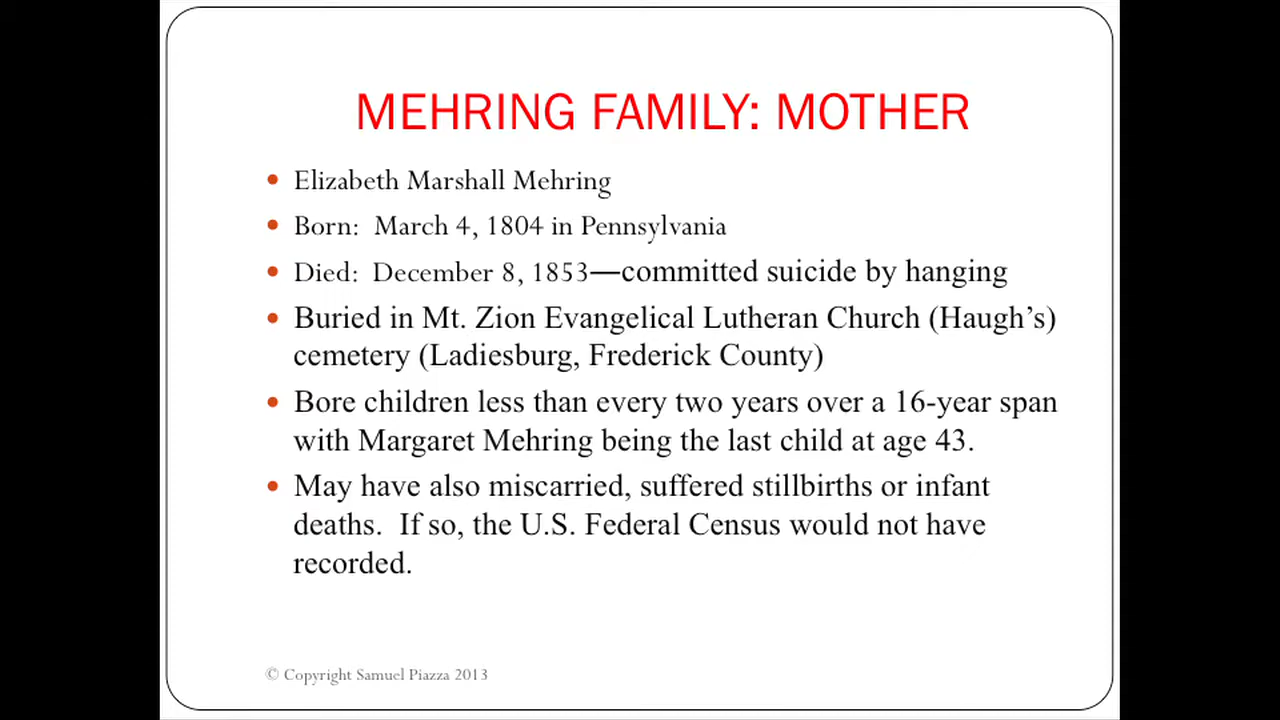 MEHRING FAMILY: MOTHER
• Elizabeth Marshall Mehring
• Born:  March 4, 1804 in Pennsylvania
• Died:  December 8, 1853—committed suicide by hanging
• Buried in Mt. Zion Evangelical Lutheran Church (Haugh’s)
cemetery (Ladiesburg, Frederick County)
• Bore children less than every two years over a 16-year span
with Margaret Mehring being the last child at age 43.
• May have also miscarried, suffered stillbirths or infant
deaths.  If so, the U.S. Federal Census would not have
recorded.
© Copyright Samuel Piazza 2013